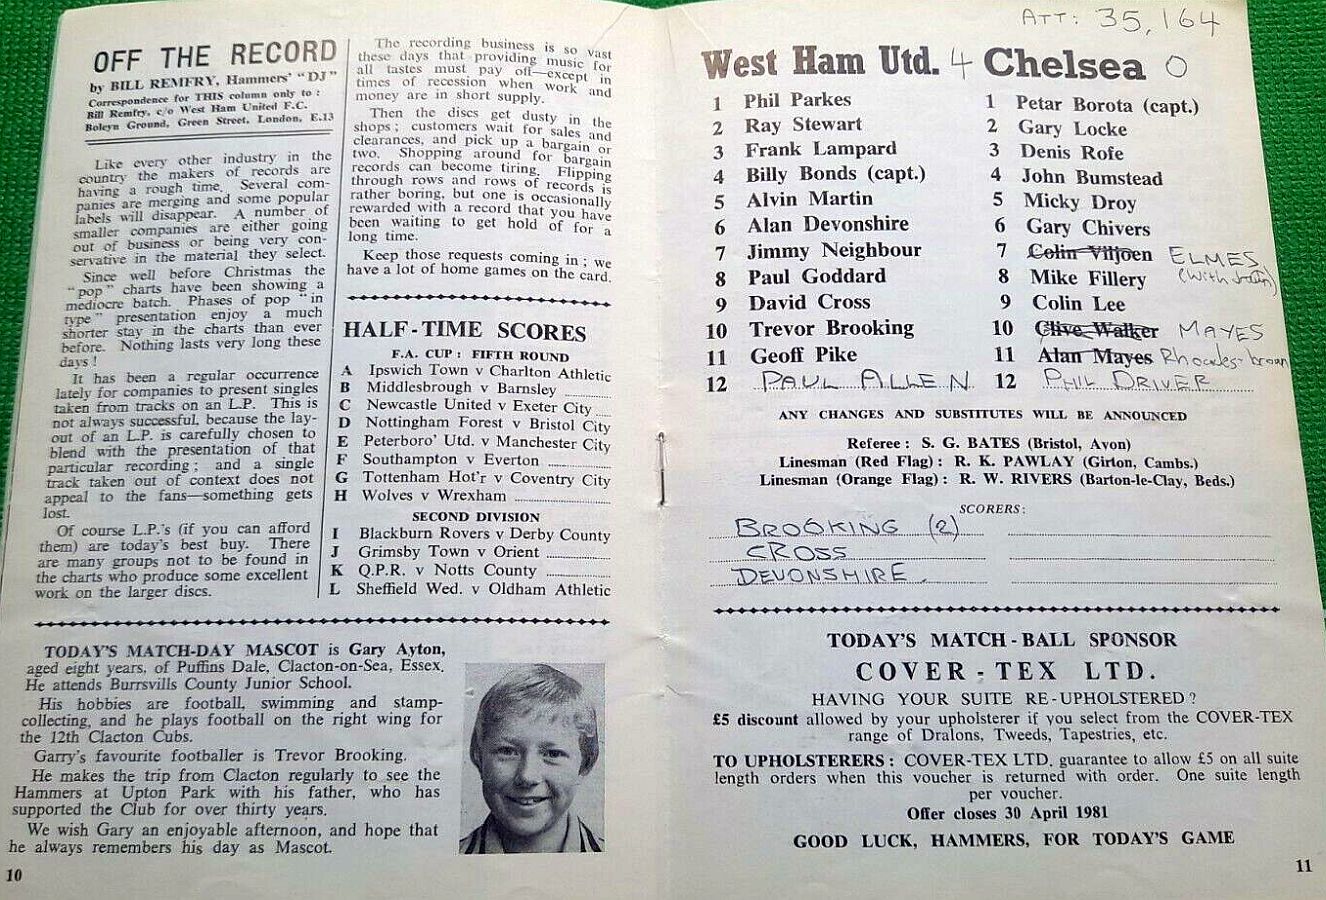 OFF THE RECORD
by BILL REMFRY, Hammers' "DJ"
Correspondence for THIS column only to :
Bill Remfry, c/o West Ham United F.C.
Boleyn Ground, Green Street, London, E.13
Like every other industry in the
country the makers of records are
having a rough time. Several com-
panies are merging and some popular
labels will disappear. A number of
smaller companies are either going
out of business or being very con-
servative in the material they select.
Since well before Christmas the
"pop" charts have been showing a
mediocre batch. Phases of pop "in
type" presentation enjoy a much
shorter stay in the charts than ever
before. Nothing lasts very long these
days !
It has been a regular occurrence
lately for companies to present singles
taken from tracks on an L.P. This is
not always successful, because the lay-
out of an L.P. is carefully chosen to
blend with the presentation of that
particular recording ; and a single
track taken out of context does not
appeal to the fans—something gets
lost.
Of course L.P.'s (if you can afford
them) are today's best buy. There
are many groups not to be found in
the charts who produce some excellent
work on the larger discs.
The recording business is so vast
these days that providing music for
all tastes must pay off—except in
times of recession when work and
money are in short supply.
Then the discs get dusty in the
shops ; customers wait for sales and
clearances, and pick up a bargain or
two. Shopping around for bargain
records can become tiring. Flipping
through rows and rows of records is
rather boring, but one is occasionally
rewarded with a record that you have
been waiting to get hold of for a
long time.
Keep those requests coming in ; we
have a lot of home games on the card.
HALF-TIME SCORES
F.A. CUP : FIFTH ROUND
A Ipswich Town v Charlton Athletic
B Middlesbrough v Barnsley
C Newcastle United v Exeter City
D Nottingham Forest v Bristol City
E Peterboro' Utd. v Manchester City
F Southampton v Everton
G Tottenham Hot'r v Coventry City
H Wolves v Wrexham
SECOND DIVISION
I Blackburn Rovers v Derby County
J Grimsby Town v Orient
K Q.P.R. v Notts County
L Sheffield Wed. v Oldham Athletic
TODAY'S MATCH-DAY MASCOT is Gary Ayton,
aged eight years, of Puffins Dale, Clacton-on-Sea, Essex.
He attends Burrsvills County Junior School.
His hobbies are football, swimming and stamp-
collecting, and he plays football on the right wing for
the 12th Clacton Cubs.
Garry's favourite footballer is Trevor Brooking.
He makes the trip from Clacton regularly to see the
Hammers at Upton Park with his father, who has
supported the Club for over thirty years.
We wish Gary an enjoyable afternoon, and hope that
he always remembers his day as Mascot.
10
ATT: 35,164
West Ham Utd. 4 Chelsea 0
1 Phil Parkes
2 Ray Stewart
3 Frank Lampard
4 Billy Bonds (capt.)
5 Alvin Martin
6 Alan Devonshire
7 Jimmy Neighbour
8 Paul Goddard
9 David Cross
10 Trevor Brooking
11 Geoff Pike
12 PAUL ALLEN
1 Petar Borota (capt.)
2 Gary Locke
3 Denis Rofe
4 John Bumstead
5 Micky Droy
6 Gary Chivers
7 Colin Viljoen ELMES
8 Mike Fillery
9 Colin Lee
10 Clive Walker MAYES
11 Alan Mayes Rhoades-brown
12 PHIL DRIVER
ANY CHANGES AND SUBSTITUTES WILL BE ANNOUNCED
Referee : S. G. BATES (Bristol, Avon)
Linesman (Red Flag) : R. K. PAWLAY (Girton, Cambs.)
Linesman (Orange Flag) : R. W. RIVERS (Barton-le-Clay, Beds.)
SCORERS:
BROOKING (2)
CROSS
DEVONSHIRE.
TODAY'S MATCH-BALL SPONSOR
COVER-TEX LTD.
HAVING YOUR SUITE RE-UPHOLSTERED ?
£5 discount allowed by your upholsterer if you select from the COVER-TEX
range of Dralons, Tweeds, Tapestries, etc.
TO UPHOLSTERERS : COVER-TEX LTD. guarantee to allow £5 on all suite
length orders when this voucher is returned with order. One suite length
per voucher.
Offer closes 30 April 1981
GOOD LUCK, HAMMERS, FOR TODAY'S GAME
11